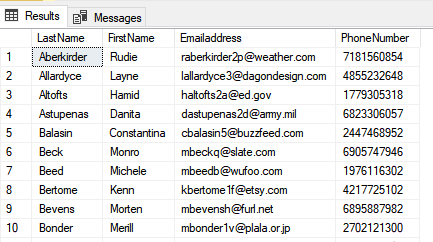 Results Messages
LastName FirstName Emailaddress PhoneNumber
1 Aberkirder Rudie raberkirder2p@weather.com 7181560854
2 Allardyce Layne lallardyce3@dagondesign.com 4855232648
3 Altofts Hamid haltofts2a@ed.gov 1779305318
4 Astupenas Danita dastupenas2d@army.mil 6823306057
5 Balasin Constantina cbalasin5@buzzfeed.com 2447468952
6 Beck Monro mbeckq@slate.com 6905747946
7 Beed Michele mbeedb@wufoo.com 1976116302
8 Bertome Kenn kbertome1f@etsy.com 4217725102
9 Bevens Morten mbevensh@furl.net 6895887982
10 Bonder Merill mbonder1v@plala.or.jp 2702121300